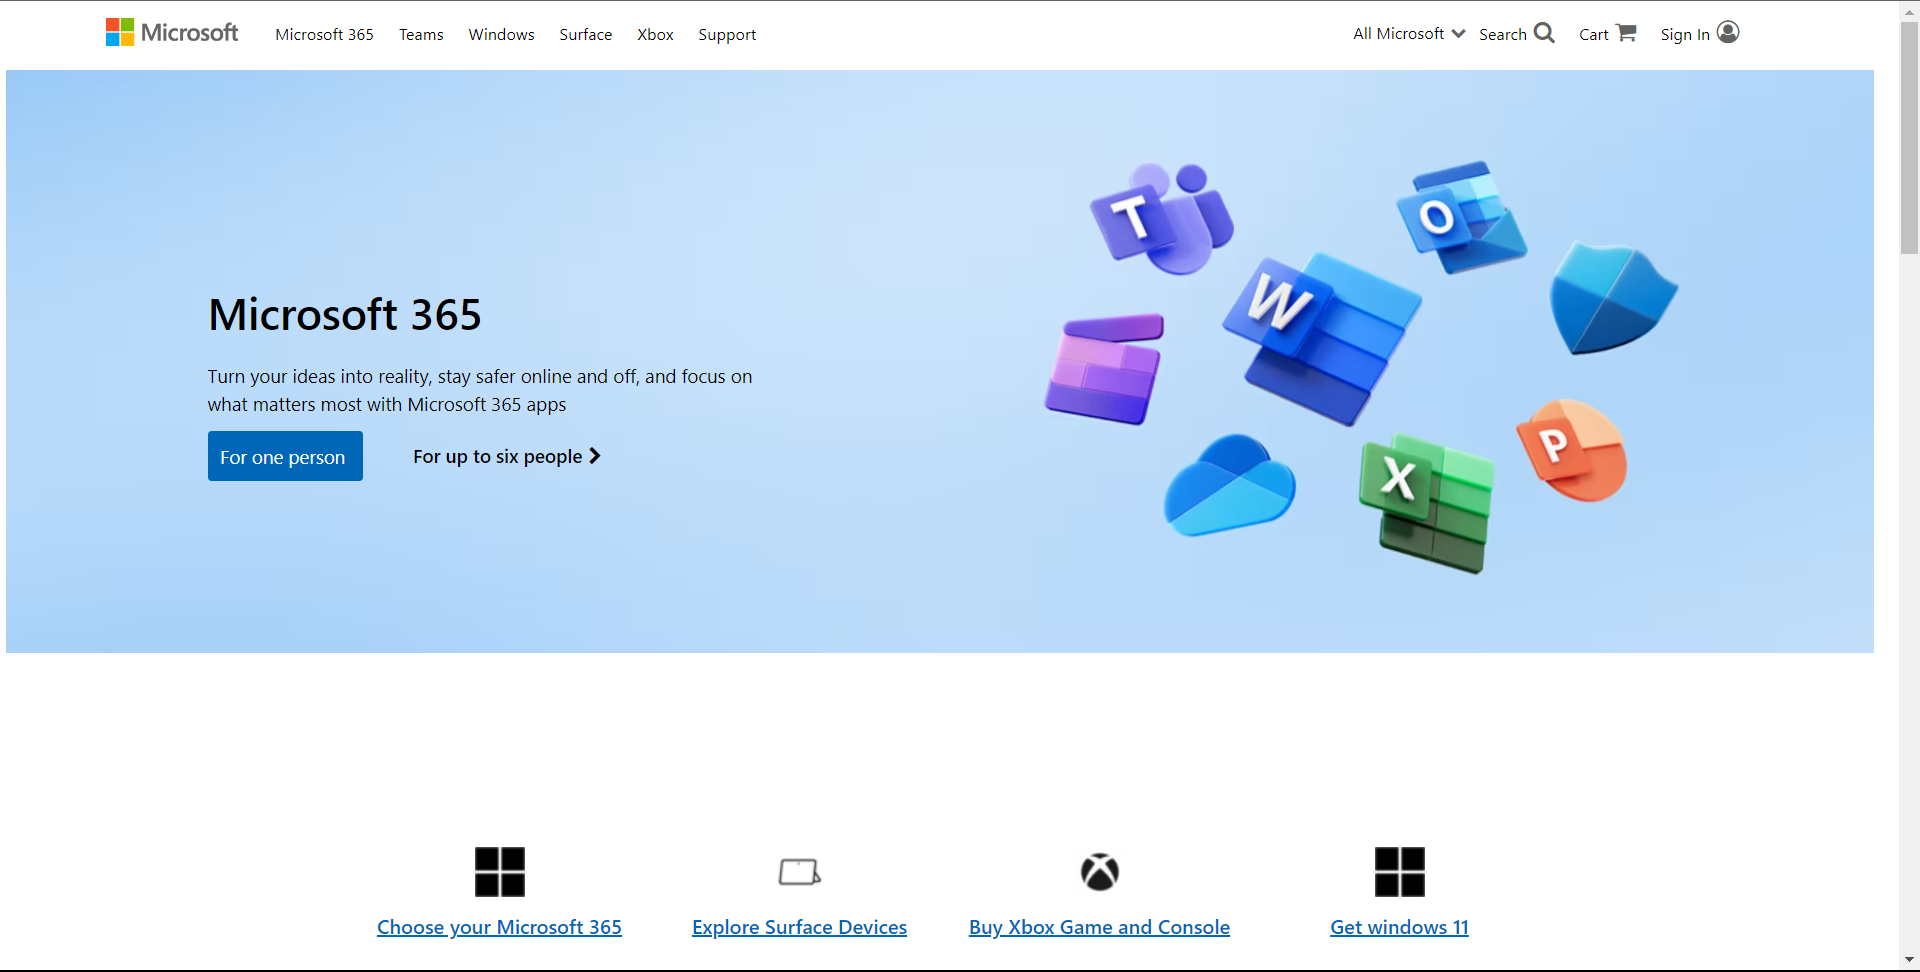 Microsoft
Microsoft 365
Teams
Windows
Surface
Xbox
Support
All Microsoft
Search
Cart
Sign In
T
O
W
P
X
Microsoft 365
Turn your ideas into reality, stay safer online and off, and focus on
what matters most with Microsoft 365 apps
For one person
For up to six people
Choose your Microsoft 365
Explore Surface Devices
Buy Xbox Game and Console
Get windows 11